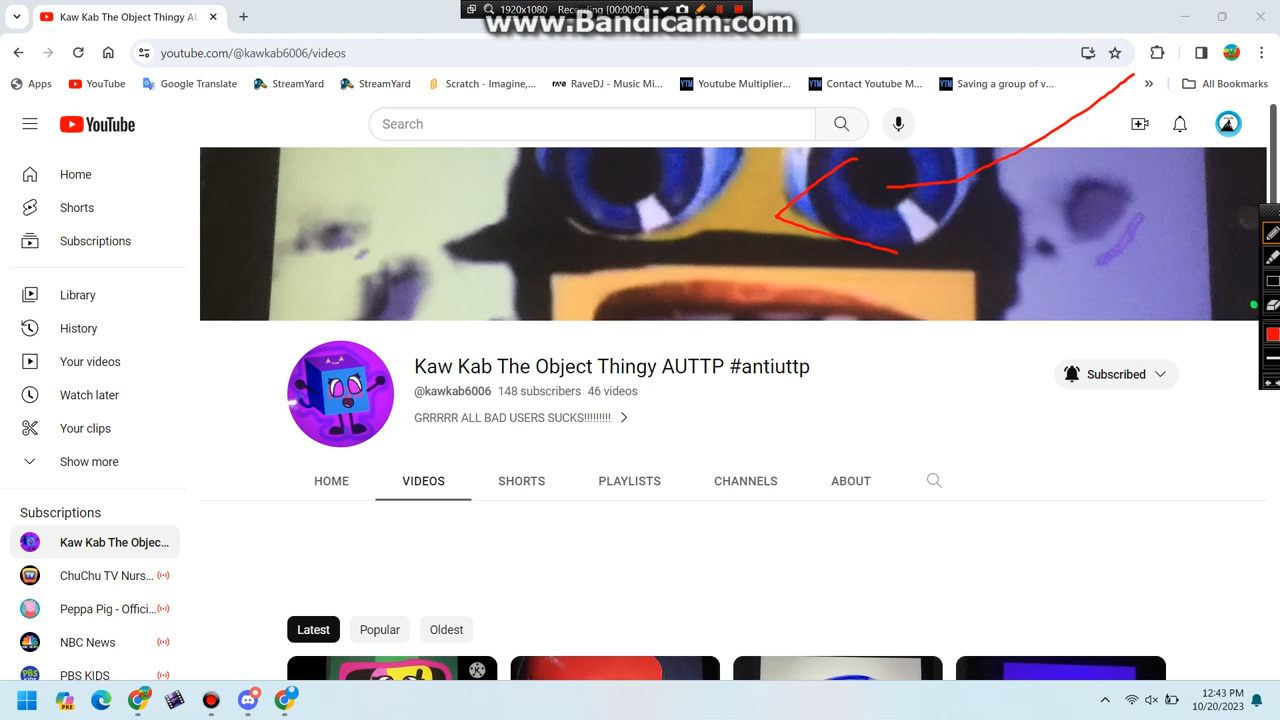 Kaw Kab The Object Thingy AUTTP
1920x1080 Recording [00:00:09]
www.Bandicam.com
youtube.com/@kawkab6006/videos
Apps YouTube Google Translate StreamYard StreamYard Scratch - Imagine,... RaveDJ - Music Mi... Youtube Multiplier... Contact Youtube M... Saving a group of v... » All Bookmarks
YouTube
Search
Home
Shorts
Subscriptions
Library
History
Your videos
Watch later
Your clips
Show more
Subscriptions
Kaw Kab The Objec...
ChuChu TV Nurs...
Peppa Pig - Offici...
NBC News
PBS KIDS
Kaw Kab The Object Thingy AUTTP #antiuttp
@kawkab6006 148 subscribers 46 videos
GRRRRR ALL BAD USERS SUCKS!!!!!!!!!
Subscribed
HOME VIDEOS SHORTS PLAYLISTS CHANNELS ABOUT
Latest Popular Oldest
12:43 PM
10/20/2023